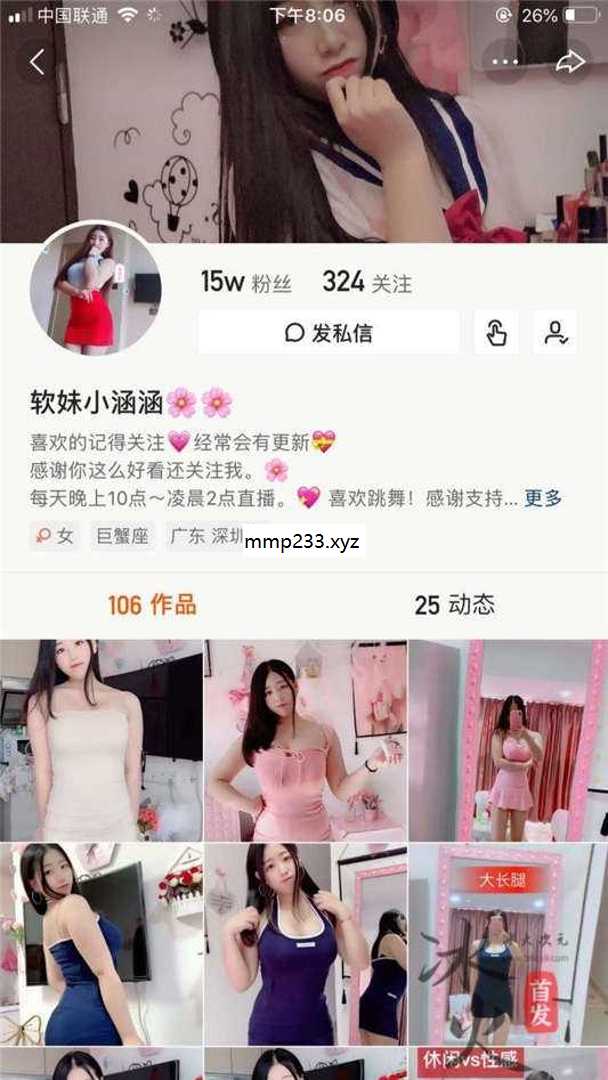 中国联通 下午8:06 26%
15w 粉丝 324 关注
发私信
软妹小涵涵🌸🌸
喜欢的记得关注💗经常会有更新💝
感谢你这么好看还关注我。🌸
每天晚上10点～凌晨2点直播。💖 喜欢跳舞！感谢支持... 更多
女 巨蟹座 广东 深圳
mmp233.xyz
106 作品 25 动态
大长腿
冰火
次元
首发
休闲vs性感